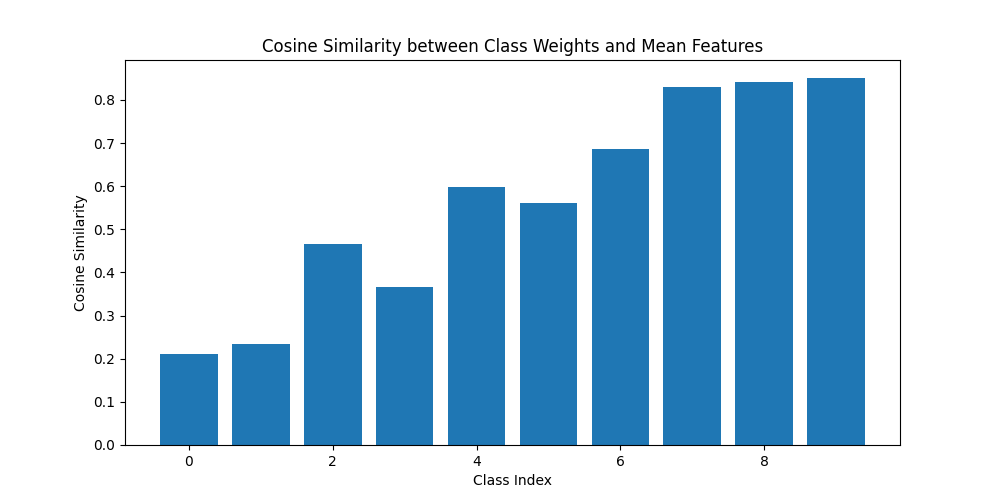 Cosine Similarity between Class Weights and Mean Features
Cosine Similarity
0.8
0.7
0.6
0.5
0.4
0.3
0.2
0.1
0.0
0 2 4 6 8
Class Index